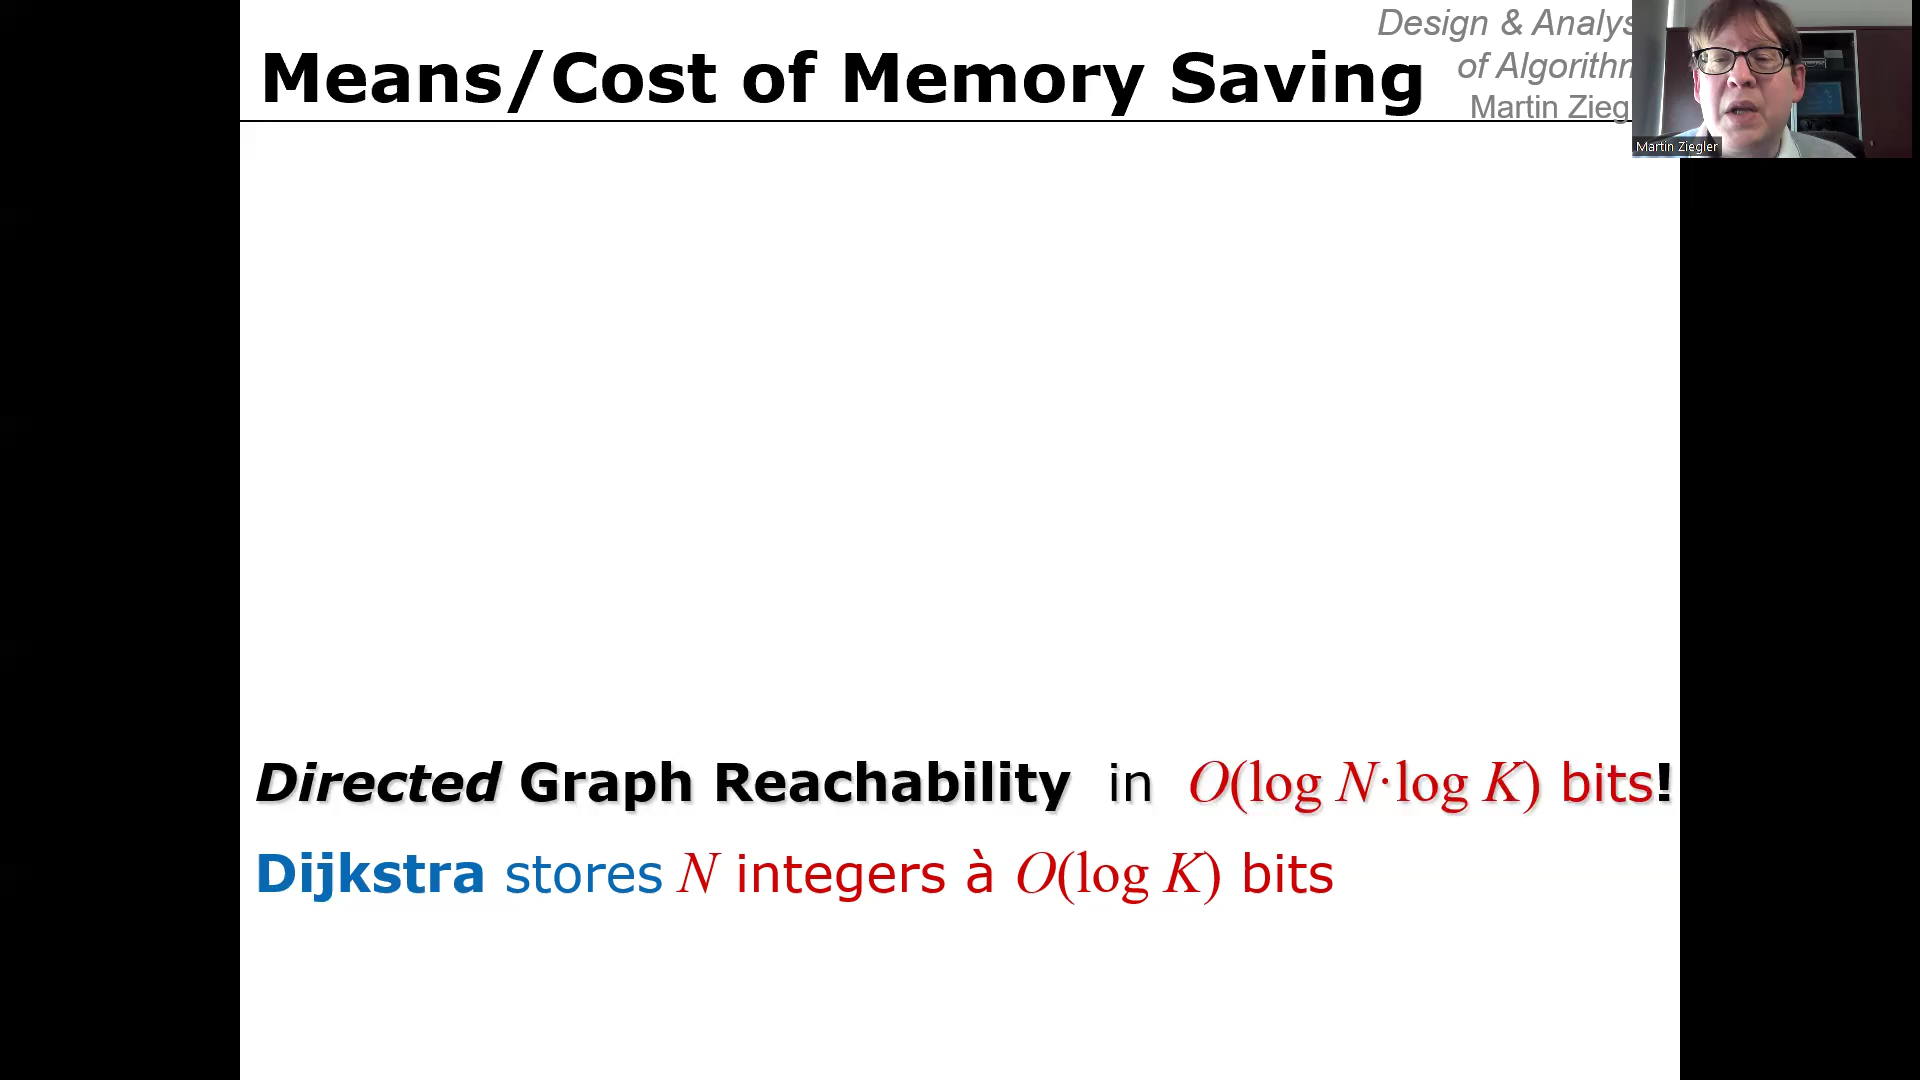 Means/Cost of Memory Saving
Design & Analys
of Algorith
Martin Zieg
Martin Ziegler
Directed Graph Reachability in O(log N·log K) bits!
Dijkstra stores N integers à O(log K) bits